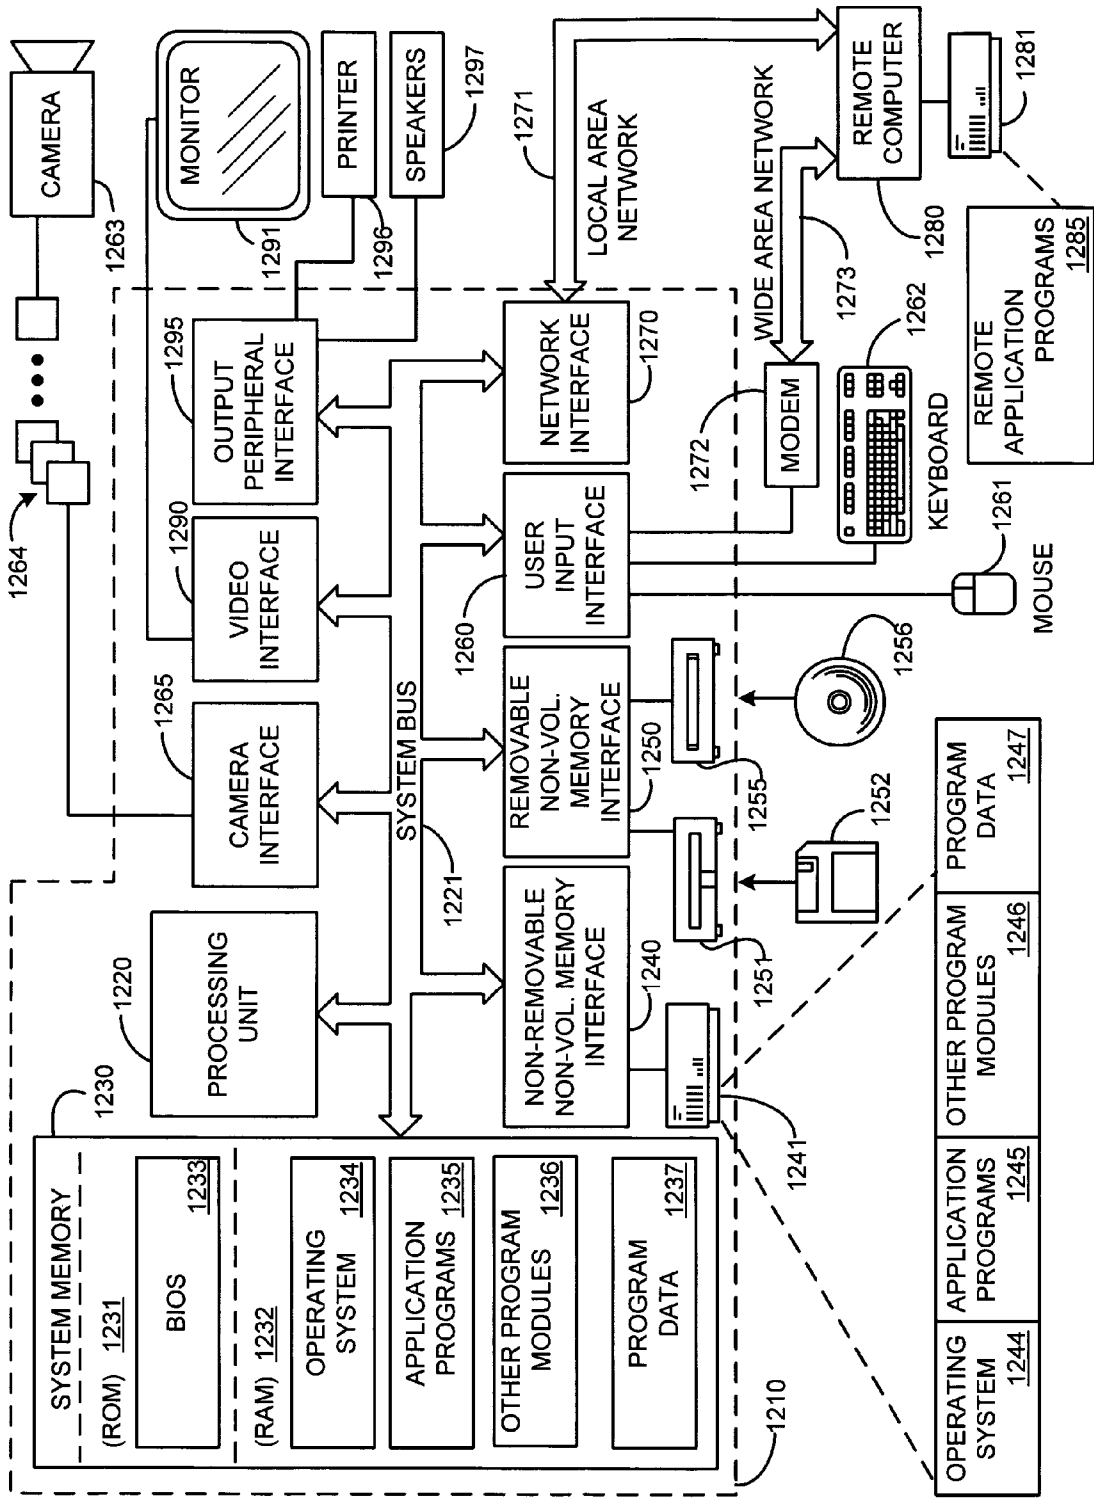 SYSTEM MEMORY
(ROM) 1231
BIOS
1233
(RAM) 1232
OPERATING
SYSTEM 1234
APPLICATION
PROGRAMS 1235
OTHER PROGRAM
MODULES 1236
PROGRAM
DATA
1237
1210
1230
1220
PROCESSING
UNIT
1265
CAMERA
INTERFACE
1290
VIDEO
INTERFACE
1295
OUTPUT
PERIPHERAL
INTERFACE
1264
CAMERA
1263
MONITOR
1291
PRINTER
1296
SPEAKERS
1297
SYSTEM BUS
1221
NON-REMOVABLE
NON-VOL. MEMORY
INTERFACE
1240
REMOVABLE
NON-VOL.
MEMORY
INTERFACE
1250
1260
USER
INPUT
INTERFACE
NETWORK
INTERFACE
1270
1271
LOCAL AREA
NETWORK
WIDE AREA NETWORK
1273
1272
MODEM
REMOTE
COMPUTER
1280
1281
REMOTE
APPLICATION
PROGRAMS
1285
1262
KEYBOARD
1261
MOUSE
1241
1251
1255
1252
1256
OPERATING
SYSTEM
1244
APPLICATION
PROGRAMS
1245
OTHER PROGRAM
MODULES
1246
PROGRAM
DATA
1247